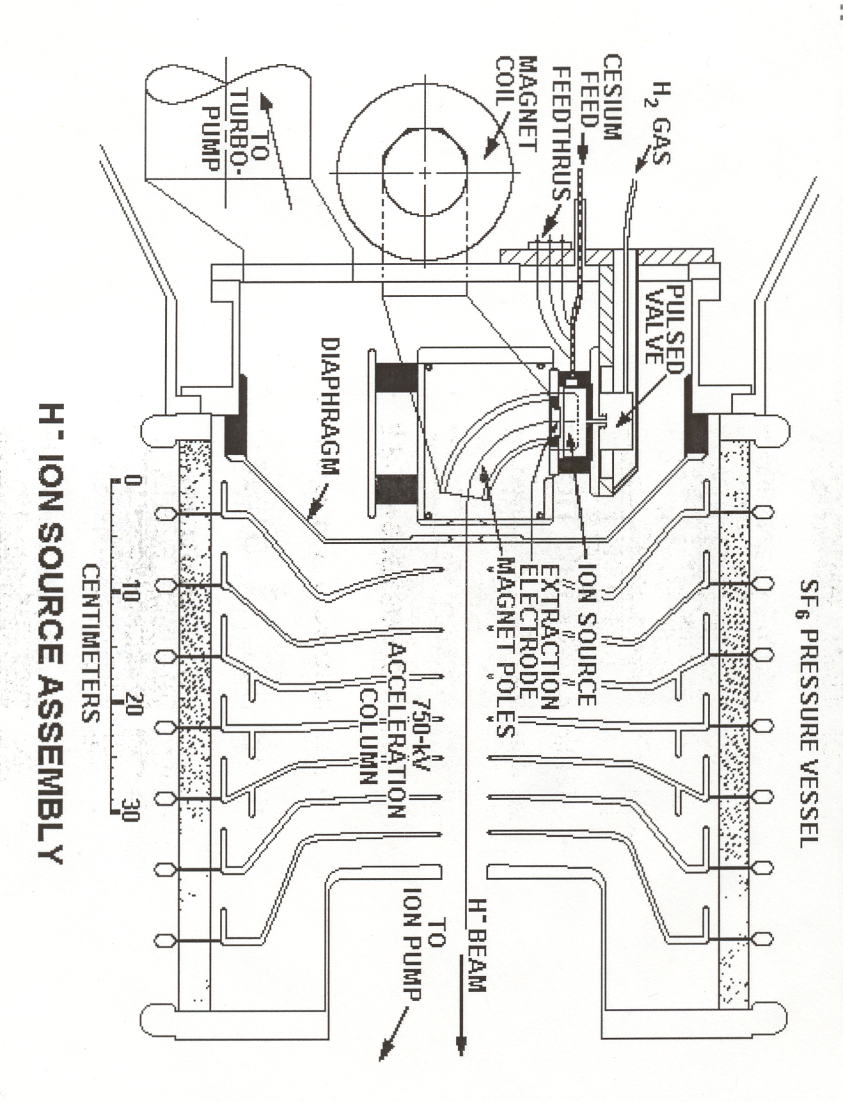 SF6 PRESSURE VESSEL
H2 GAS
CESIUM
FEED
FEEDTHRUS
MAGNET
COIL
TO
TURBO-
PUMP
PULSED
VALVE
DIAPHRAGM
ION SOURCE
EXTRACTION
ELECTRODE
MAGNET POLES
750-kV
ACCELERATION
COLUMN
H- BEAM
TO
ION PUMP
0 10 20 30
CENTIMETERS
H- ION SOURCE ASSEMBLY